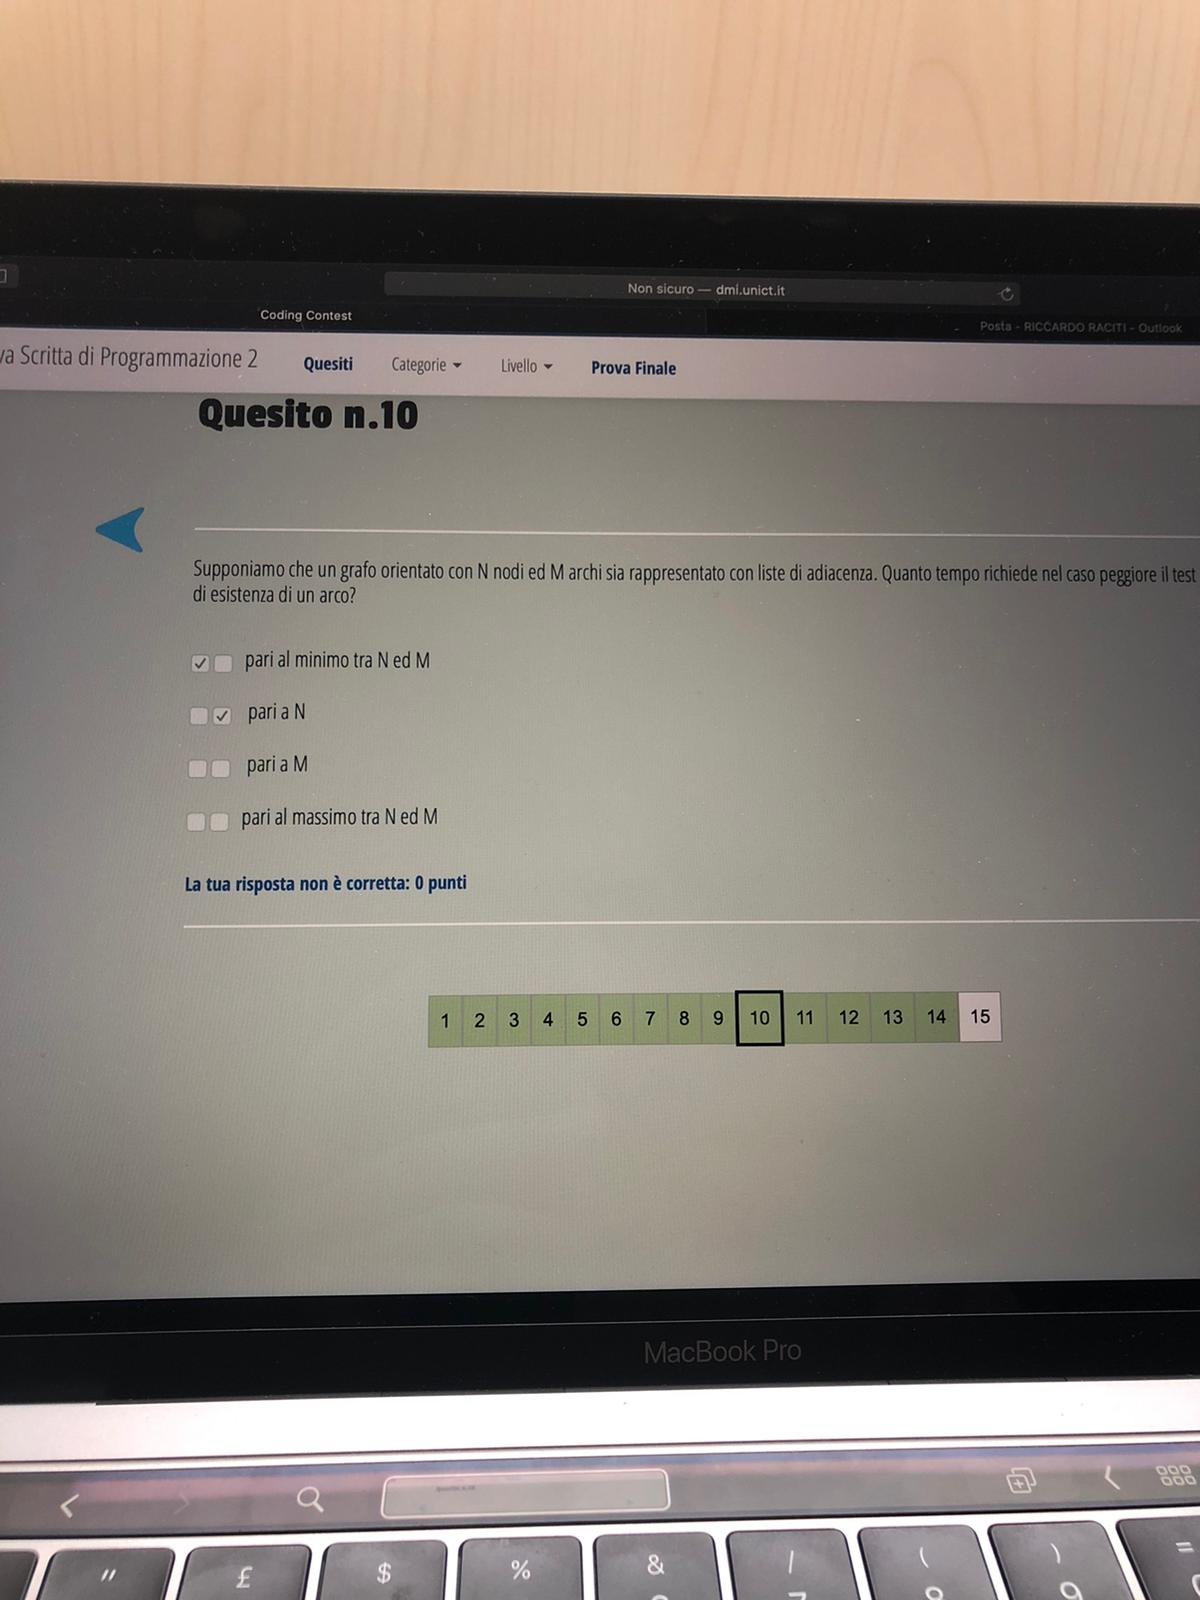 Non sicuro — dmi.unict.it
Coding Contest
Posta - RICCARDO RACITI - Outlook
va Scritta di Programmazione 2
Quesiti
Categorie
Livello
Prova Finale
Quesito n.10
Supponiamo che un grafo orientato con N nodi ed M archi sia rappresentato con liste di adiacenza. Quanto tempo richiede nel caso peggiore il test
di esistenza di un arco?
pari al minimo tra N ed M
pari a N
pari a M
pari al massimo tra N ed M
La tua risposta non è corretta: 0 punti
1 2 3 4 5 6 7 8 9 10 11 12 13 14 15
MacBook Pro
" £ $ % & / ( ) =
9